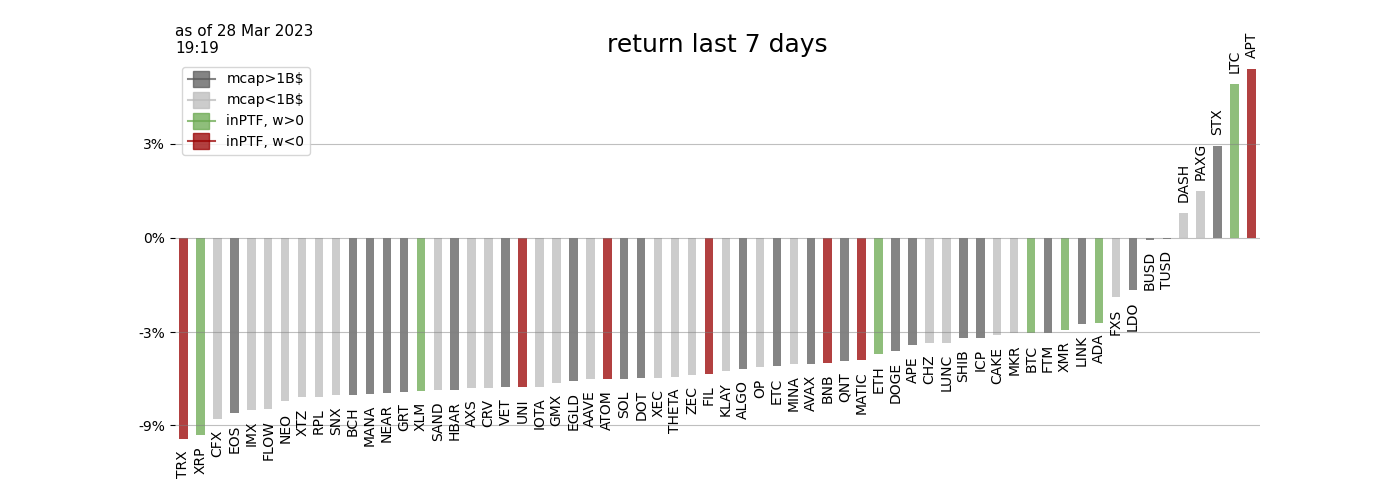 as of 28 Mar 2023
19:19
return last 7 days
mcap>1B$
mcap<1B$
inPTF, w>0
inPTF, w<0
3%
0%
-3%
-9%
TRX
XRP
CFX
EOS
IMX
FLOW
NEO
XTZ
RPL
SNX
BCH
MANA
NEAR
GRT
XLM
SAND
HBAR
AXS
CRV
VET
UNI
IOTA
GMX
EGLD
AAVE
ATOM
SOL
DOT
XEC
THETA
ZEC
FIL
KLAY
ALGO
OP
ETC
MINA
AVAX
BNB
QNT
MATIC
ETH
DOGE
APE
CHZ
LUNC
SHIB
ICP
CAKE
MKR
BTC
FTM
XMR
LINK
ADA
FXS
LDO
BUSD
TUSD
DASH
PAXG
STX
LTC
APT